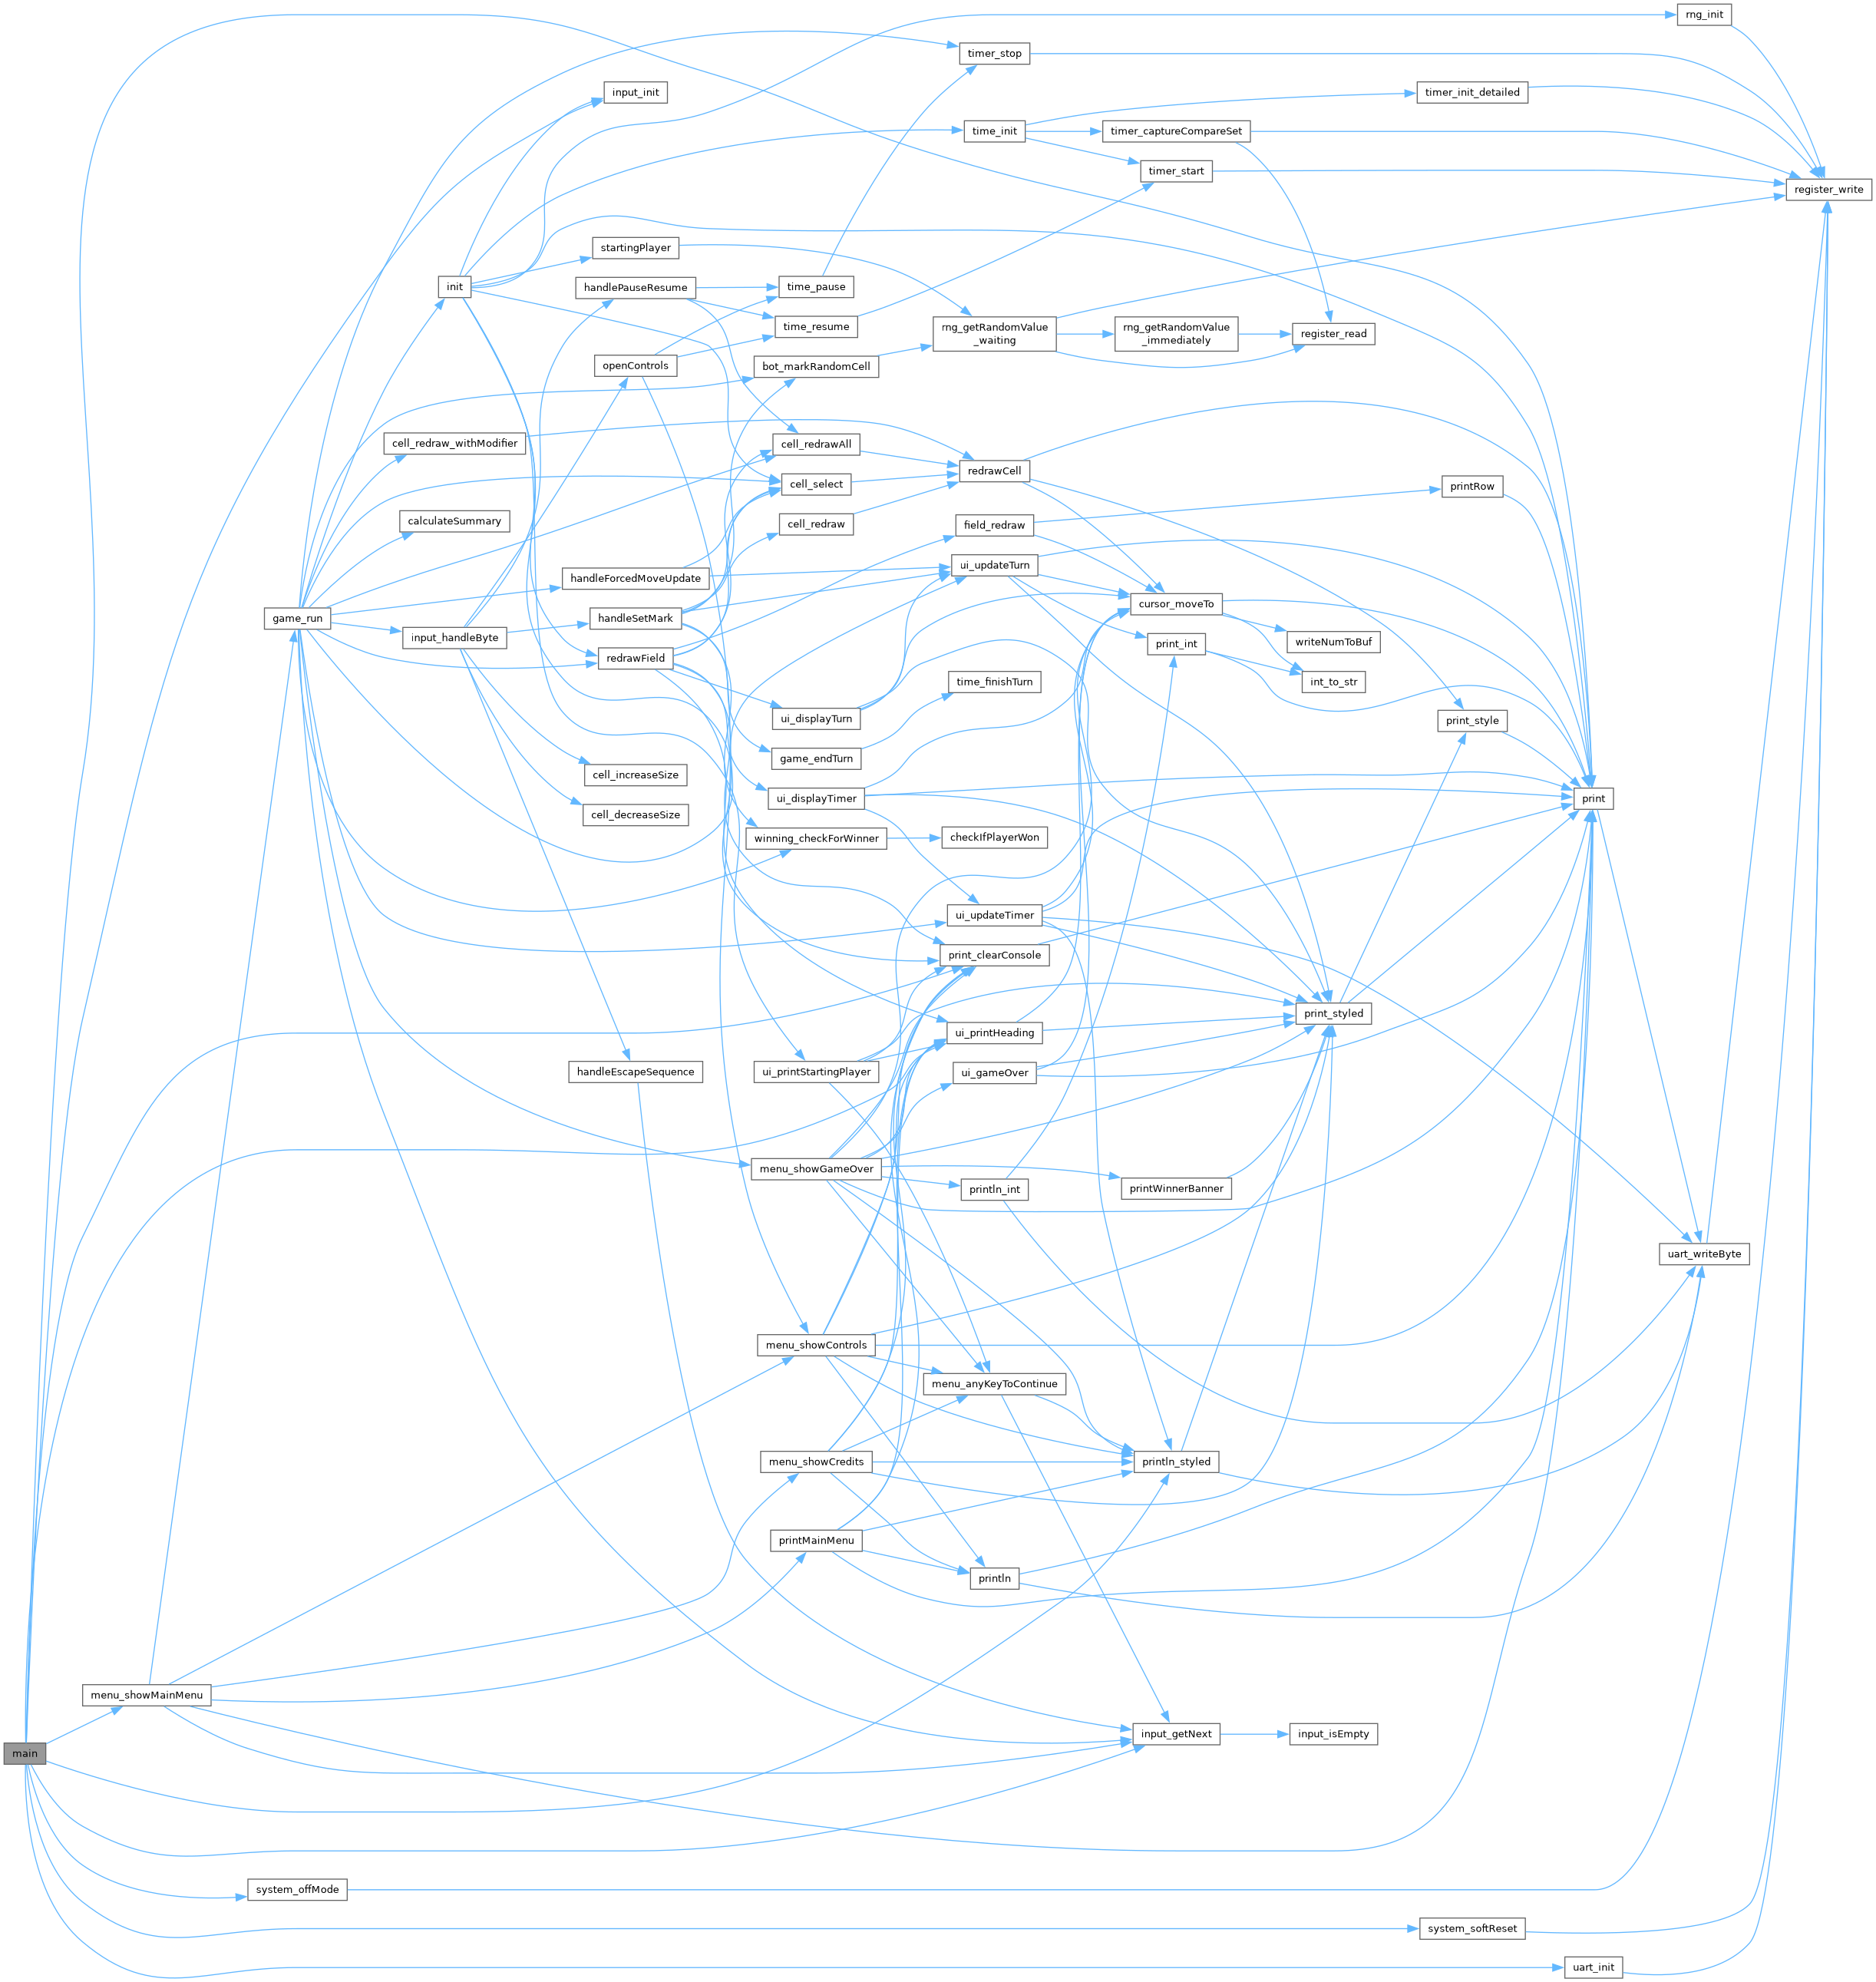 rng_init
timer_stop
input_init
timer_init_detailed
time_init
timer_captureCompareSet
timer_start
register_write
startingPlayer
init
handlePauseResume
time_pause
time_resume
rng_getRandomValue
_waiting
rng_getRandomValue
_immediately
register_read
openControls
bot_markRandomCell
cell_redraw_withModifier
cell_redrawAll
redrawCell
cell_select
printRow
calculateSummary
cell_redraw
field_redraw
ui_updateTurn
handleForcedMoveUpdate
cursor_moveTo
game_run
handleSetMark
input_handleByte
print_int
writeNumToBuf
redrawField
time_finishTurn
int_to_str
ui_displayTurn
print_style
game_endTurn
cell_increaseSize
ui_displayTimer
print
cell_decreaseSize
winning_checkForWinner
checkIfPlayerWon
ui_updateTimer
print_clearConsole
print_styled
ui_printHeading
handleEscapeSequence
ui_printStartingPlayer
ui_gameOver
menu_showGameOver
println_int
printWinnerBanner
uart_writeByte
menu_showControls
menu_anyKeyToContinue
menu_showCredits
println_styled
printMainMenu
println
menu_showMainMenu
input_getNext
input_isEmpty
main
system_offMode
system_softReset
uart_init